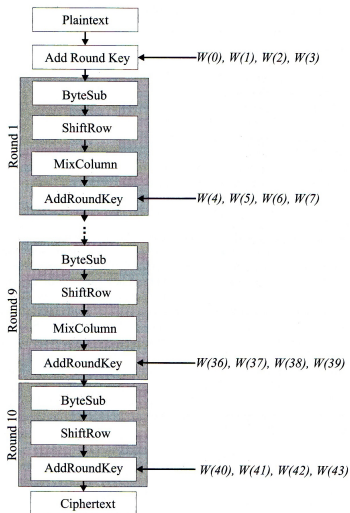 Plaintext
Add Round Key
W(0), W(1), W(2), W(3)
Round 1
ByteSub
ShiftRow
MixColumn
AddRoundKey
W(4), W(5), W(6), W(7)
Round 9
ByteSub
ShiftRow
MixColumn
AddRoundKey
W(36), W(37), W(38), W(39)
Round 10
ByteSub
ShiftRow
AddRoundKey
W(40), W(41), W(42), W(43)
Ciphertext